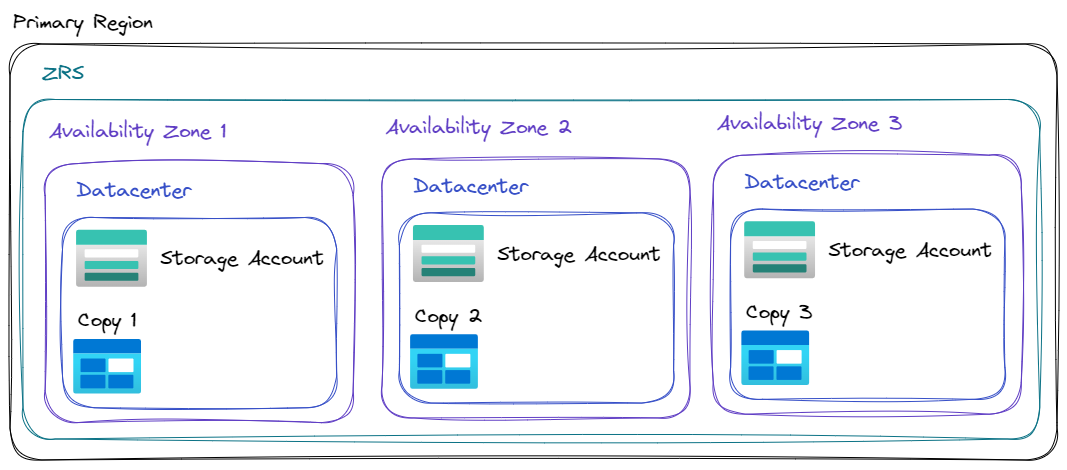 Primary Region
ZRS
Availability Zone 1
Availability Zone 2
Availability Zone 3
Datacenter
Datacenter
Datacenter
Storage Account
Storage Account
Storage Account
Copy 1
Copy 2
Copy 3